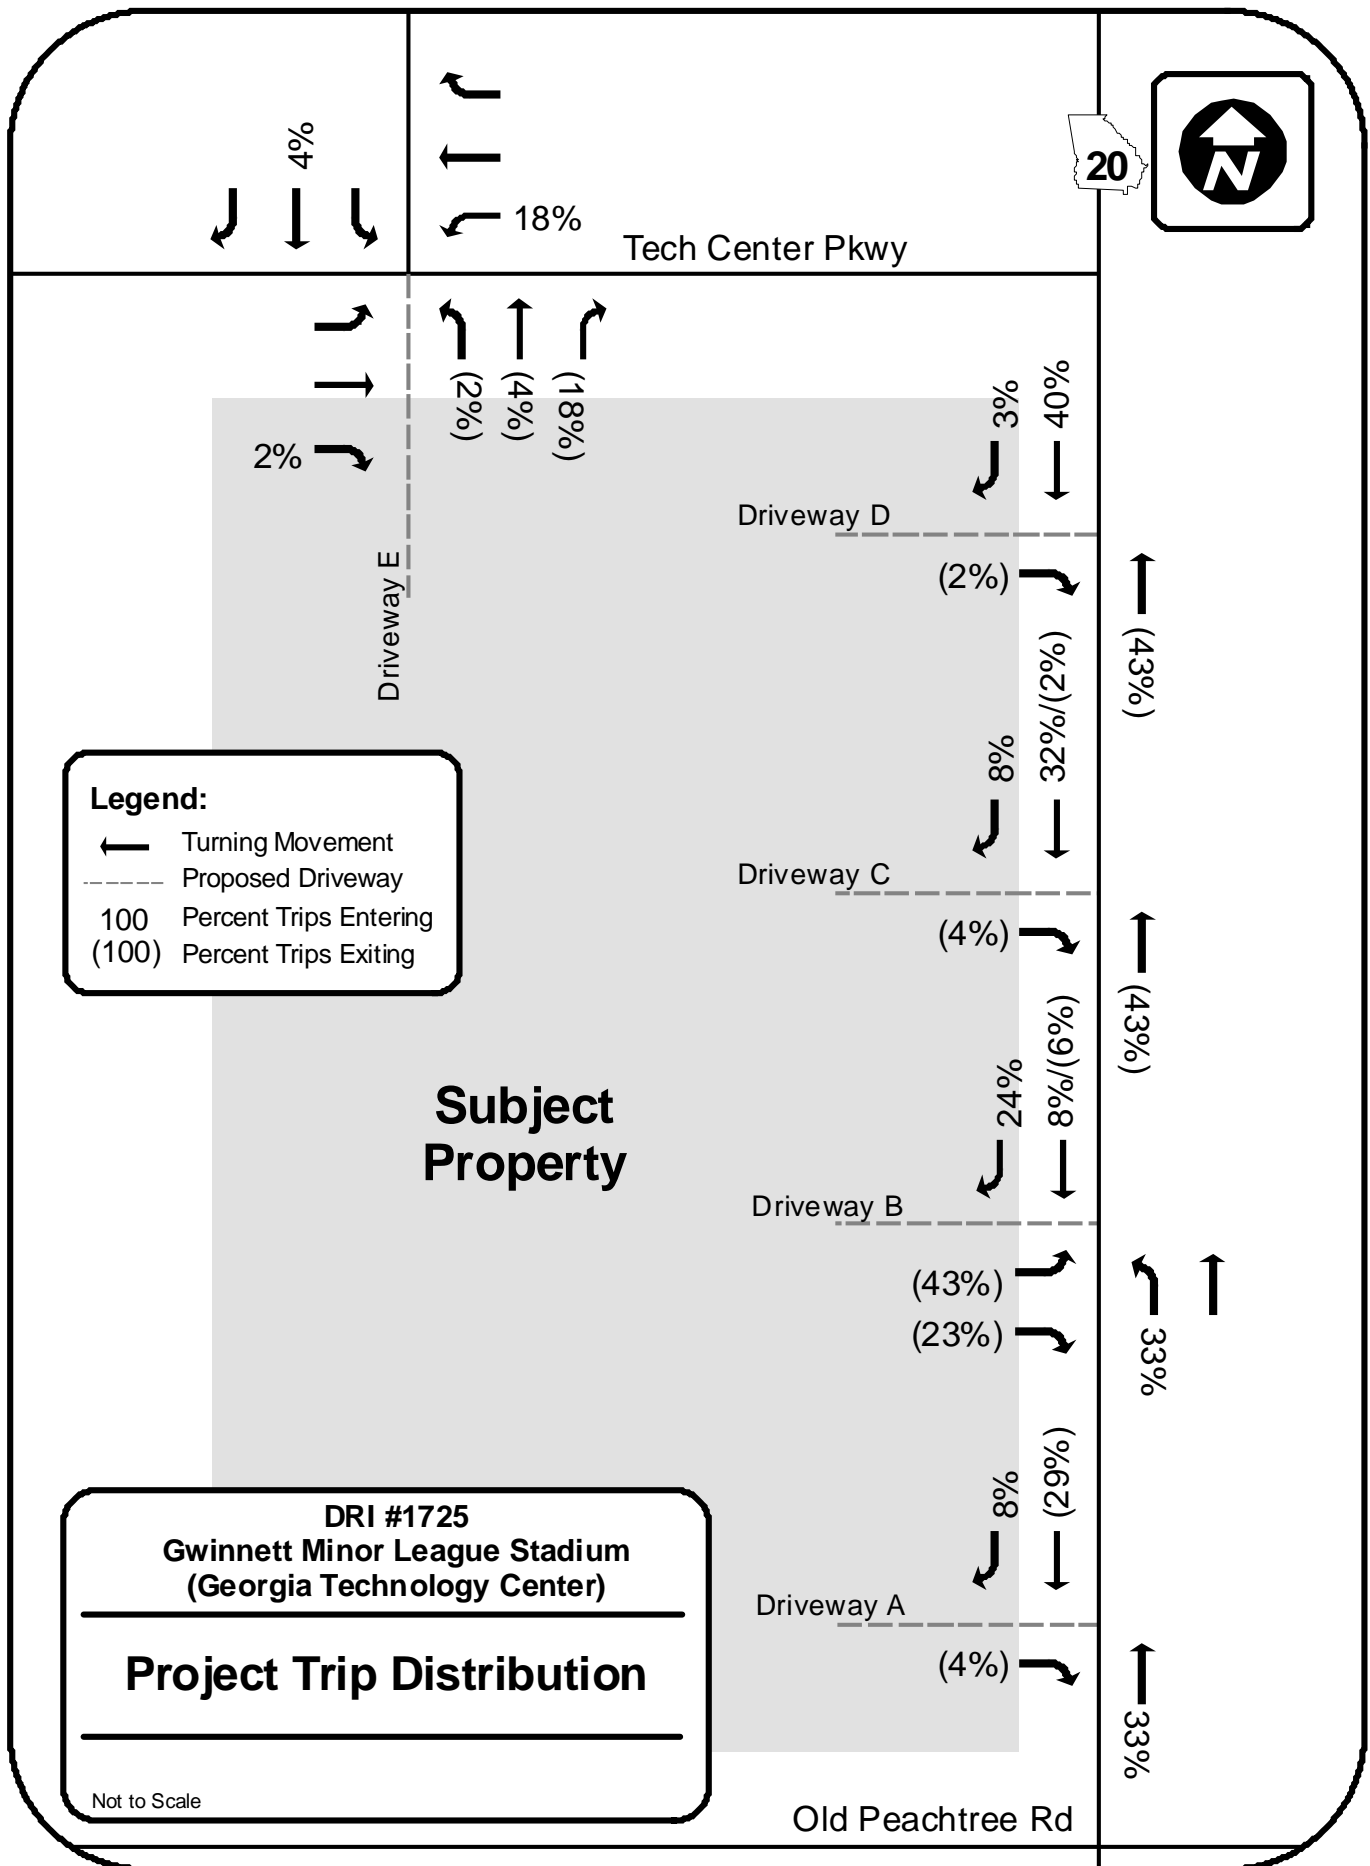 4%
18%
20
N
Tech Center Pkwy
(2%)
(4%)
(18%)
2%
3%
40%
Driveway D
(2%)
(43%)
Driveway E
8%
32%/(2%)
Legend:
Turning Movement
Proposed Driveway
100 Percent Trips Entering
(100) Percent Trips Exiting
Driveway C
(4%)
(43%)
24%
8%/(6%)
Subject
Property
Driveway B
(43%)
(23%)
33%
8%
(29%)
Driveway A
(4%)
33%
DRI #1725
Gwinnett Minor League Stadium
(Georgia Technology Center)
Project Trip Distribution
Not to Scale
Old Peachtree Rd